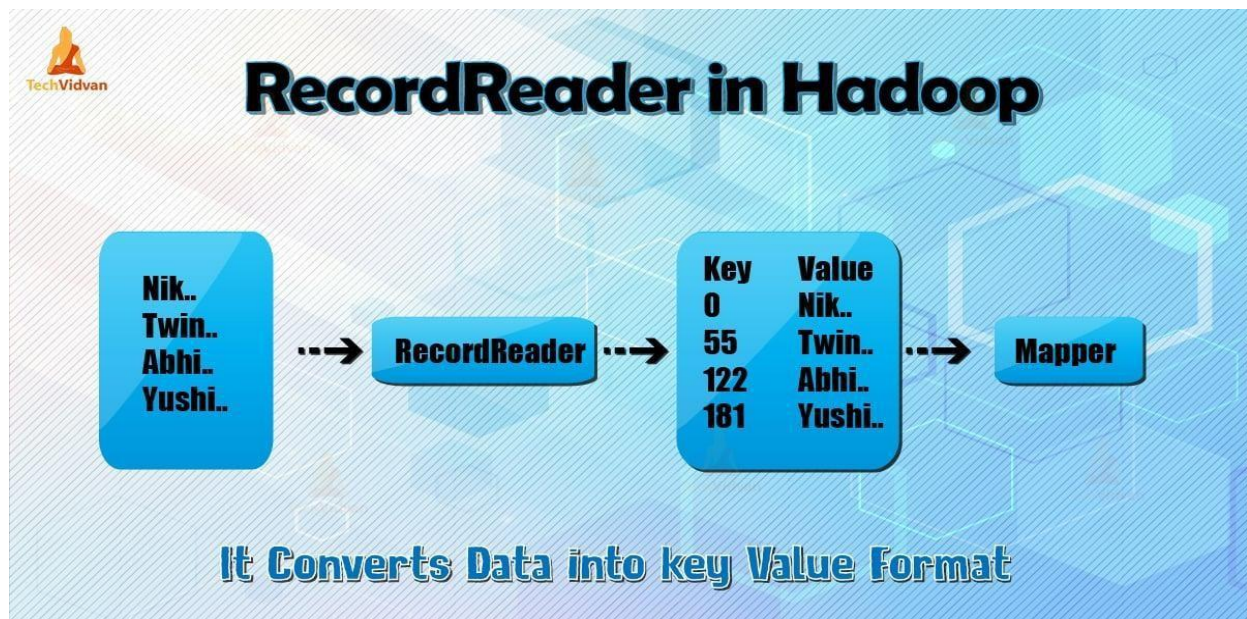 TechVidvan
RecordReader in Hadoop
Nik..
Twin..
Abhi..
Yushi..
RecordReader
Key Value
0 Nik..
55 Twin..
122 Abhi..
181 Yushi..
Mapper
It Converts Data into key Value Format